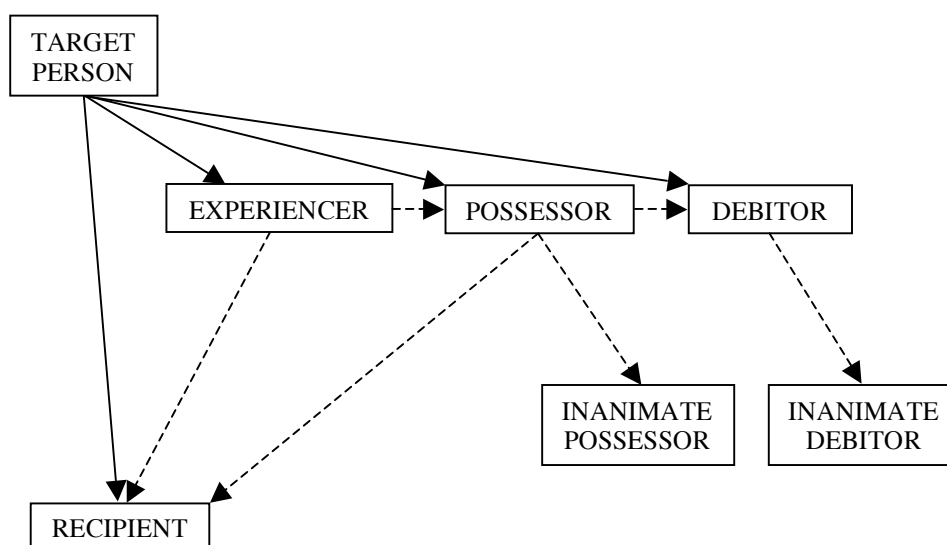 TARGET
PERSON
EXPERIENCER
POSSESSOR
DEBITOR
INANIMATE
POSSESSOR
INANIMATE
DEBITOR
RECIPIENT